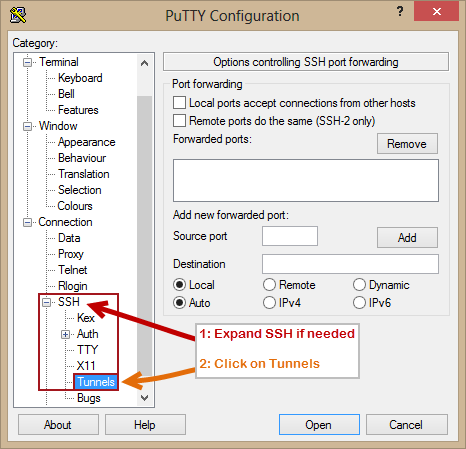 PuTTY Configuration
?
Category:
Terminal
Keyboard
Bell
Features
Window
Appearance
Behaviour
Translation
Selection
Colours
Connection
Data
Proxy
Telnet
Rlogin
SSH
Kex
Auth
TTY
X11
Tunnels
Bugs
Options controlling SSH port forwarding
Port forwarding
Local ports accept connections from other hosts
Remote ports do the same (SSH-2 only)
Forwarded ports:
Remove
Add new forwarded port:
Source port
Add
Destination
Local Remote Dynamic
Auto IPv4 IPv6
1: Expand SSH if needed
2: Click on Tunnels
About Help Open Cancel